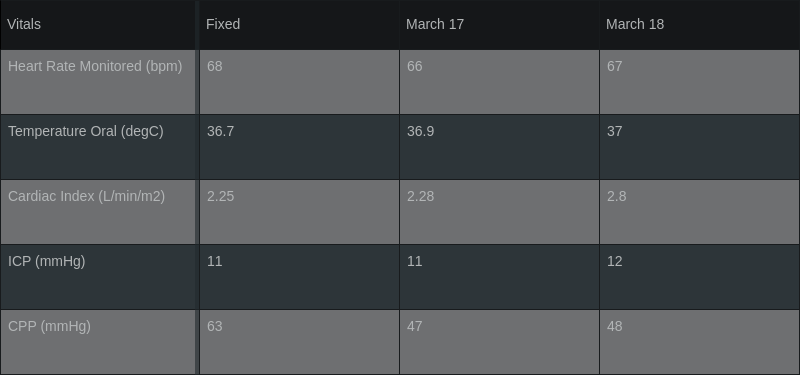 Vitals Fixed March 17 March 18
Heart Rate Monitored (bpm) 68 66 67
Temperature Oral (degC) 36.7 36.9 37
Cardiac Index (L/min/m2) 2.25 2.28 2.8
ICP (mmHg) 11 11 12
CPP (mmHg) 63 47 48